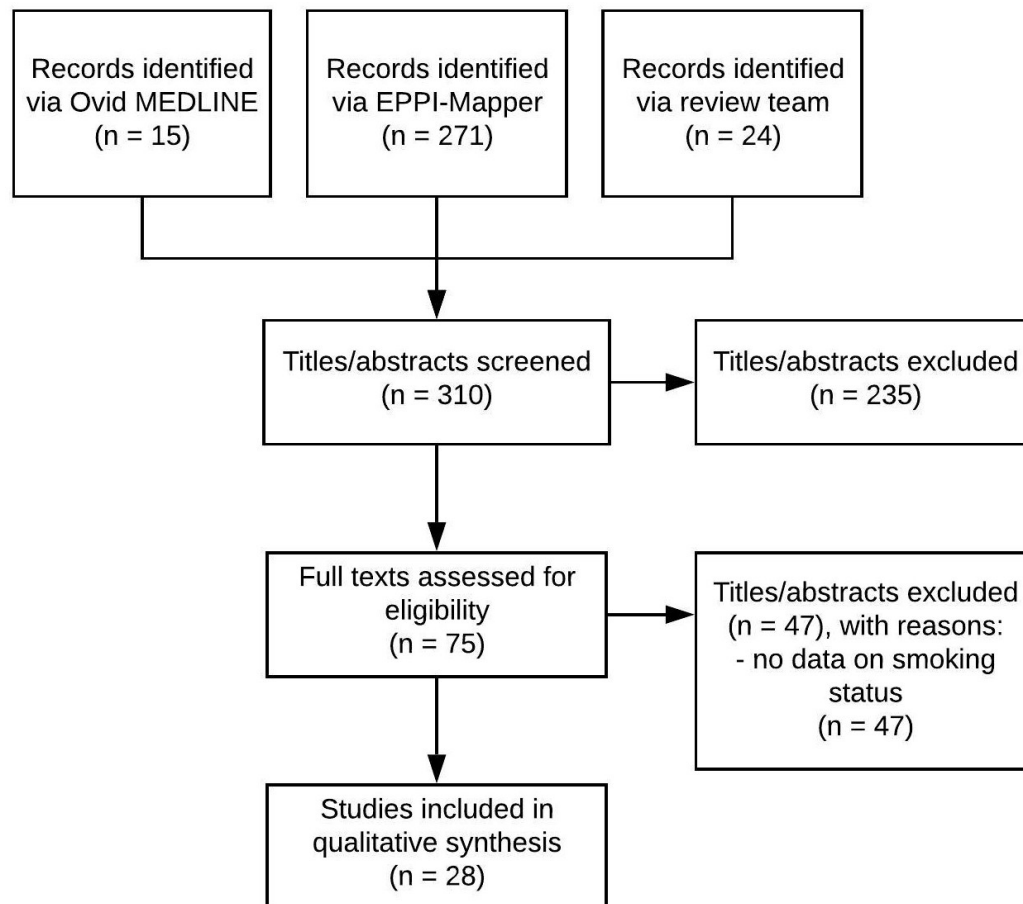 Records identified
via Ovid MEDLINE
(n = 15)
Records identified
via EPPI-Mapper
(n = 271)
Records identified
via review team
(n = 24)
Titles/abstracts screened
(n = 310)
Titles/abstracts excluded
(n = 235)
Full texts assessed for
eligibility
(n = 75)
Titles/abstracts excluded
(n = 47), with reasons:
- no data on smoking
status
(n = 47)
Studies included in
qualitative synthesis
(n = 28)